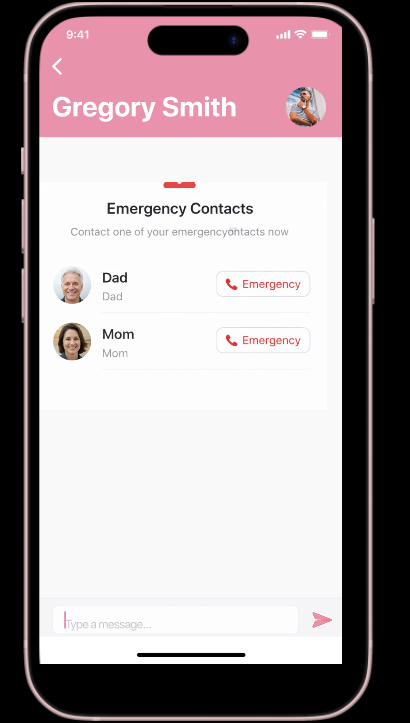 9:41
Gregory Smith
Emergency Contacts
Contact one of your emergency now
Dad
Emergency
Dad
Mom
Emergency
Mom
Type a message...